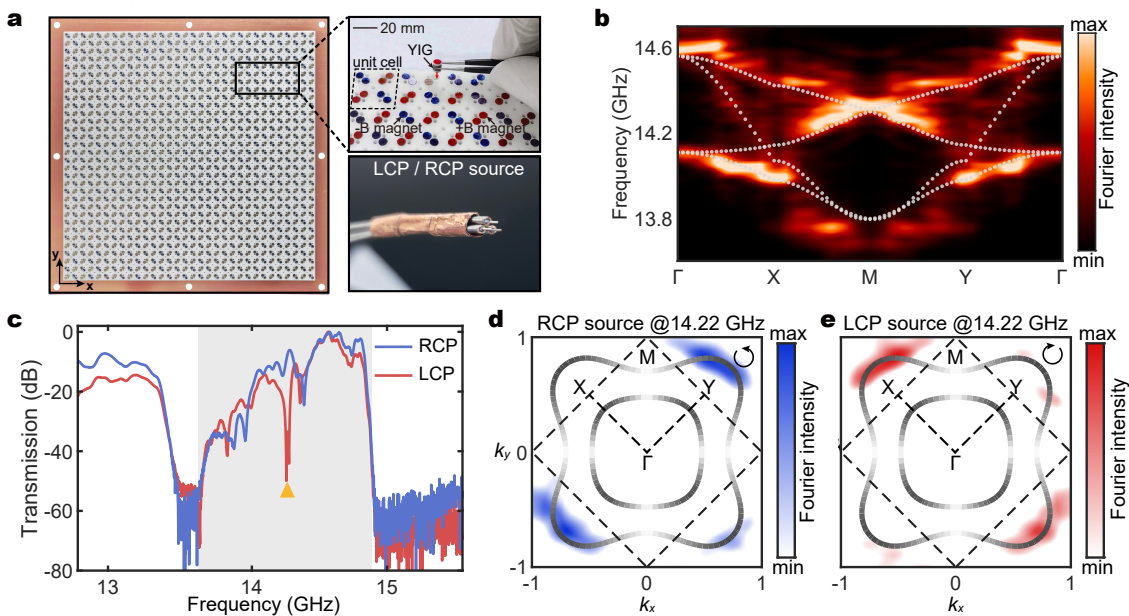 a
20 mm
YIG
unit cell
-B magnet
+B magnet
LCP / RCP source
y
x
b
14.6
14.2
13.8
Frequency (GHz)
Γ X M Y Γ
max
min
Fourier intensity
c
0
-20
-40
-60
-80
Transmission (dB)
RCP
LCP
13 14 15
Frequency (GHz)
d
RCP source @14.22 GHz
1
0
-1
ky
M
X
Y
Γ
-1 0 1
kx
max
min
Fourier intensity
e
LCP source @14.22 GHz
M
X
Y
Γ
-1 0 1
kx
max
min
Fourier intensity